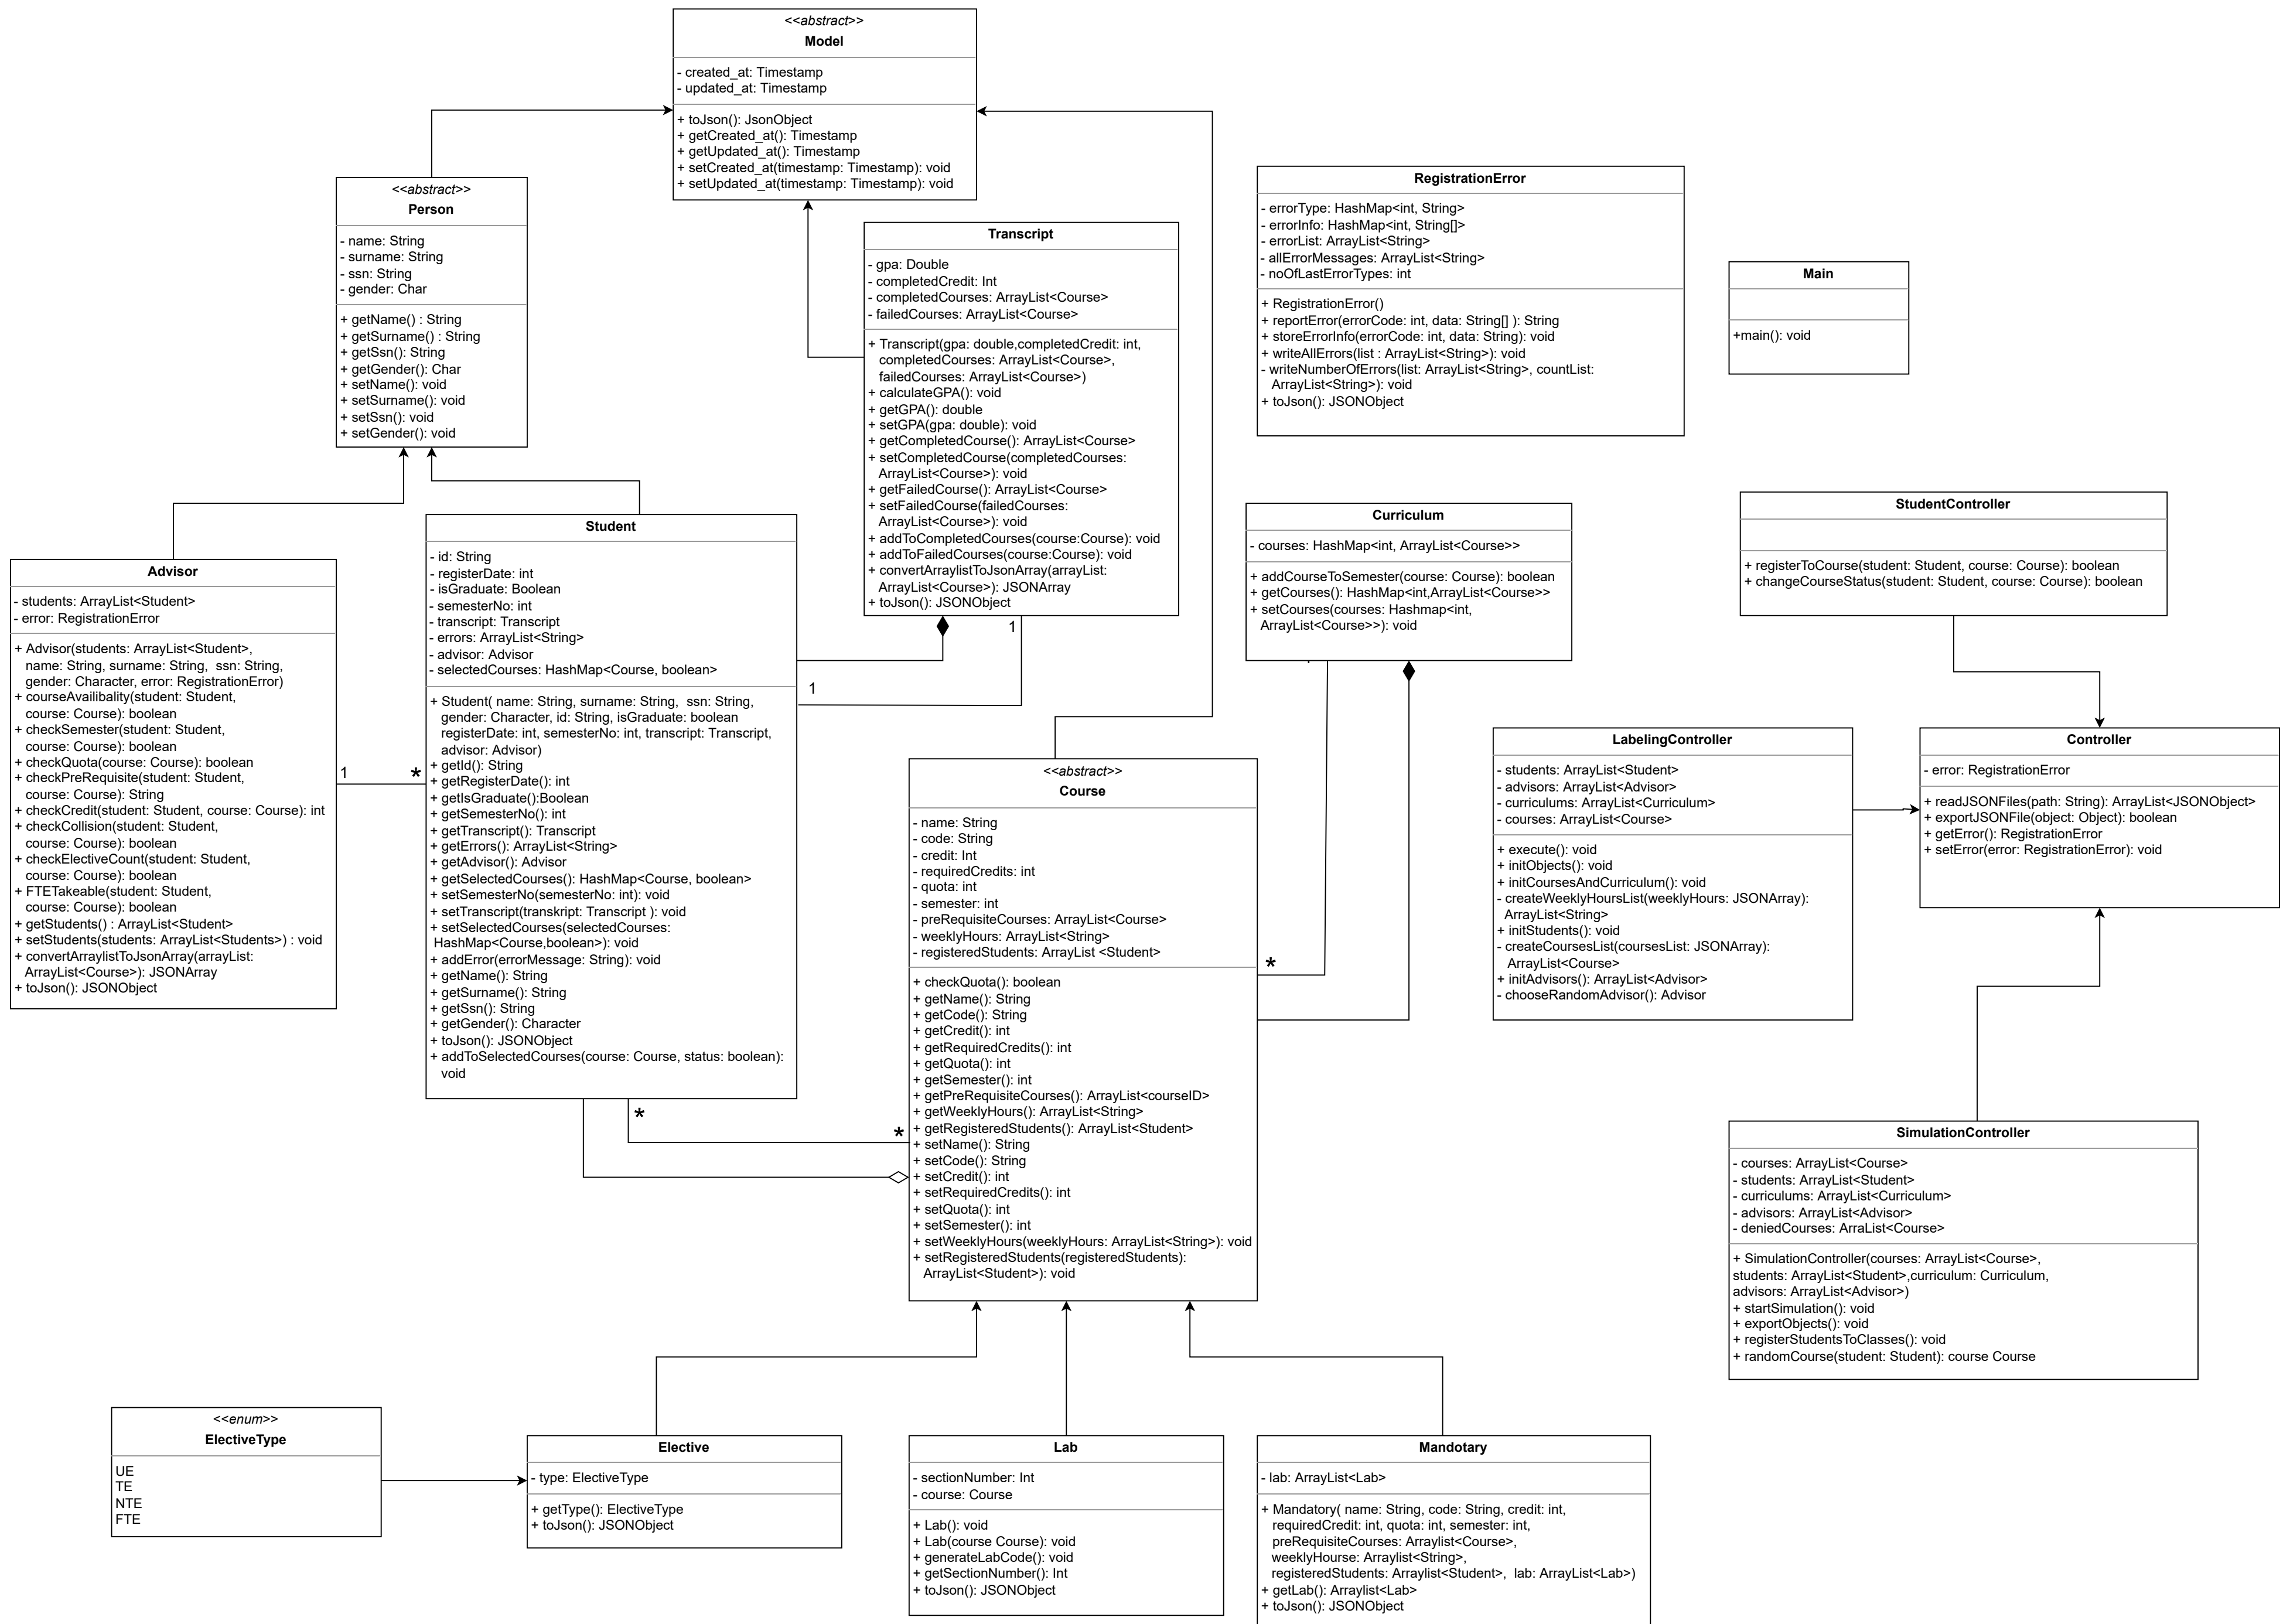 <<abstract>>
Model
- created_at: Timestamp
- updated_at: Timestamp
+ toJson(): JsonObject
+ getCreated_at(): Timestamp
+ getUpdated_at(): Timestamp
+ setCreated_at(timestamp: Timestamp): void
+ setUpdated_at(timestamp: Timestamp): void
<<abstract>>
Person
- name: String
- surname: String
- ssn: String
- gender: Char
+ getName() : String
+ getSurname() : String
+ getSsn(): String
+ getGender(): Char
+ setName(): void
+ setSurname(): void
+ setSsn(): void
+ setGender(): void
Transcript
- gpa: Double
- completedCredit: Int
- completedCourses: ArrayList<Course>
- failedCourses: ArrayList<Course>
+ Transcript(gpa: double,completedCredit: int,
completedCourses: ArrayList<Course>,
failedCourses: ArrayList<Course>)
+ calculateGPA(): void
+ getGPA(): double
+ setGPA(gpa: double): void
+ getCompletedCourse(): ArrayList<Course>
+ setCompletedCourse(completedCourses:
ArrayList<Course>): void
+ getFailedCourse(): ArrayList<Course>
+ setFailedCourse(failedCourses:
ArrayList<Course>): void
+ addToCompletedCourses(course:Course): void
+ addToFailedCourses(course:Course): void
+ convertArraylistToJsonArray(arrayList:
ArrayList<Course>): JSONArray
+ toJson(): JSONObject
RegistrationError
- errorType: HashMap<int, String>
- errorInfo: HashMap<int, String[]>
- errorList: ArrayList<String>
- allErrorMessages: ArrayList<String>
- noOfLastErrorTypes: int
+ RegistrationError()
+ reportError(errorCode: int, data: String[] ): String
+ storeErrorInfo(errorCode: int, data: String): void
+ writeAllErrors(list : ArrayList<String>): void
- writeNumberOfErrors(list: ArrayList<String>, countList:
ArrayList<String>): void
+ toJson(): JSONObject
Main
+main(): void
Advisor
- students: ArrayList<Student>
- error: RegistrationError
+ Advisor(students: ArrayList<Student>,
name: String, surname: String, ssn: String,
gender: Character, error: RegistrationError)
+ courseAvailibality(student: Student,
course: Course): boolean
+ checkSemester(student: Student,
course: Course): boolean
+ checkQuota(course: Course): boolean
+ checkPreRequisite(student: Student,
course: Course): String
+ checkCredit(student: Student, course: Course): int
+ checkCollision(student: Student,
course: Course): boolean
+ checkElectiveCount(student: Student,
course: Course): boolean
+ FTETakeable(student: Student,
course: Course): boolean
+ getStudents() : ArrayList<Student>
+ setStudents(students: ArrayList<Students>) : void
+ convertArraylistToJsonArray(arrayList:
ArrayList<Course>): JSONArray
+ toJson(): JSONObject
1
*
Student
- id: String
- registerDate: int
- isGraduate: Boolean
- semesterNo: int
- transcript: Transcript
- errors: ArrayList<String>
- advisor: Advisor
- selectedCourses: HashMap<Course, boolean>
+ Student( name: String, surname: String, ssn: String,
gender: Character, id: String, isGraduate: boolean
registerDate: int, semesterNo: int, transcript: Transcript,
advisor: Advisor)
+ getId(): String
+ getRegisterDate(): int
+ getIsGraduate():Boolean
+ getSemesterNo(): int
+ getTranscript(): Transcript
+ getErrors(): ArrayList<String>
+ getAdvisor(): Advisor
+ getSelectedCourses(): HashMap<Course, boolean>
+ setSemesterNo(semesterNo: int): void
+ setTranscript(transkript: Transcript ): void
+ setSelectedCourses(selectedCourses:
HashMap<Course,boolean>): void
+ addError(errorMessage: String): void
+ getName(): String
+ getSurname(): String
+ getSsn(): String
+ getGender(): Character
+ toJson(): JSONObject
+ addToSelectedCourses(course: Course, status: boolean):
void
1
1
*
*
Curriculum
- courses: HashMap<int, ArrayList<Course>>
+ addCourseToSemester(course: Course): boolean
+ getCourses(): HashMap<int,ArrayList<Course>>
+ setCourses(courses: Hashmap<int,
ArrayList<Course>>): void
*
<<abstract>>
Course
- name: String
- code: String
- credit: Int
- requiredCredits: int
- quota: int
- semester: int
- preRequisiteCourses: ArrayList<Course>
- weeklyHours: ArrayList<String>
- registeredStudents: ArrayList <Student>
+ checkQuota(): boolean
+ getName(): String
+ getCode(): String
+ getCredit(): int
+ getRequiredCredits(): int
+ getQuota(): int
+ getSemester(): int
+ getPreRequisiteCourses(): ArrayList<courseID>
+ getWeeklyHours(): ArrayList<String>
+ getRegisteredStudents(): ArrayList<Student>
+ setName(): String
+ setCode(): String
+ setCredit(): int
+ setRequiredCredits(): int
+ setQuota(): int
+ setSemester(): int
+ setWeeklyHours(weeklyHours: ArrayList<String>): void
+ setRegisteredStudents(registeredStudents):
ArrayList<Student>): void
StudentController
+ registerToCourse(student: Student, course: Course): boolean
+ changeCourseStatus(student: Student, course: Course): boolean
LabelingController
- students: ArrayList<Student>
- advisors: ArrayList<Advisor>
- curriculums: ArrayList<Curriculum>
- courses: ArrayList<Course>
+ execute(): void
+ initObjects(): void
+ initCoursesAndCurriculum(): void
- createWeeklyHoursList(weeklyHours: JSONArray):
ArrayList<String>
+ initStudents(): void
- createCoursesList(coursesList: JSONArray):
ArrayList<Course>
+ initAdvisors(): ArrayList<Advisor>
- chooseRandomAdvisor(): Advisor
Controller
- error: RegistrationError
+ readJSONFiles(path: String): ArrayList<JSONObject>
+ exportJSONFile(object: Object): boolean
+ getError(): RegistrationError
+ setError(error: RegistrationError): void
SimulationController
- courses: ArrayList<Course>
- students: ArrayList<Student>
- curriculums: ArrayList<Curriculum>
- advisors: ArrayList<Advisor>
- deniedCourses: ArraList<Course>
+ SimulationController(courses: ArrayList<Course>,
students: ArrayList<Student>,curriculum: Curriculum,
advisors: ArrayList<Advisor>)
+ startSimulation(): void
+ exportObjects(): void
+ registerStudentsToClasses(): void
+ randomCourse(student: Student): course Course
<<enum>>
ElectiveType
UE
TE
NTE
FTE
Elective
- type: ElectiveType
+ getType(): ElectiveType
+ toJson(): JSONObject
Lab
- sectionNumber: Int
- course: Course
+ Lab(): void
+ Lab(course Course): void
+ generateLabCode(): void
+ getSectionNumber(): Int
+ toJson(): JSONObject
Mandotary
- lab: ArrayList<Lab>
+ Mandatory( name: String, code: String, credit: int,
requiredCredit: int, quota: int, semester: int,
preRequisiteCourses: Arraylist<Course>,
weeklyHourse: Arraylist<String>,
registeredStudents: Arraylist<Student>, lab: ArrayList<Lab>)
+ getLab(): Arraylist<Lab>
+ toJson(): JSONObject